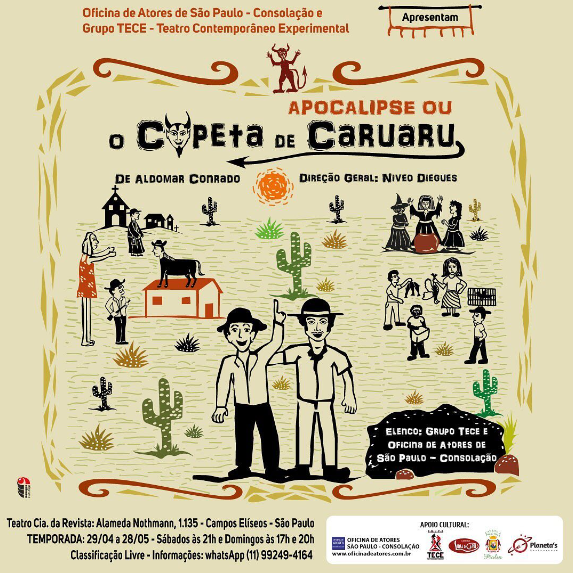 Oficina de Atores de São Paulo - Consolação e
Grupo TECE - Teatro Contemporâneo Experimental
Apresentam
APOCALIPSE OU
O CAPETA DE CARUARU
DE ALDOMAR CONRADO
DIREÇÃO GERAL: NIVEO DIEGUES
ELENCO: GRUPO TECE E
OFICINA DE ATORES DE
SÃO PAULO - CONSOLAÇÃO
Teatro Cia. da Revista: Alameda Nothmann, 1.135 - Campos Elíseos - São Paulo
TEMPORADA: 29/04 a 28/05 - Sábados às 21h e Domingos às 17h e 20h
Classificação Livre - Informações: whatsApp (11) 99249-4164
APOIO CULTURAL:
OFICINA DE ATORES
SÃO PAULO - CONSOLAÇÃO
www.oficinadeatores.com.br
TECE
Planeta's